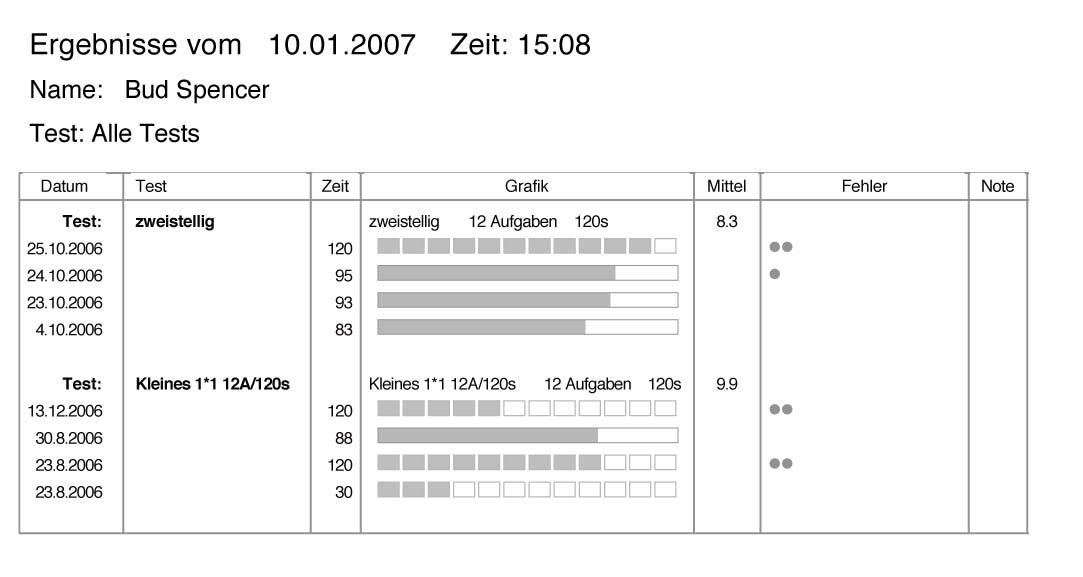 Ergebnisse vom 10.01.2007 Zeit: 15:08
Name: Bud Spencer
Test: Alle Tests
Datum Test Zeit Grafik Mittel Fehler Note
Test: zweistellig zweistellig 12 Aufgaben 120s 8.3
25.10.2006 120
24.10.2006 95
23.10.2006 93
4.10.2006 83
Test: Kleines 1*1 12A/120s Kleines 1*1 12A/120s 12 Aufgaben 120s 9.9
13.12.2006 120
30.8.2006 88
23.8.2006 120
23.8.2006 30